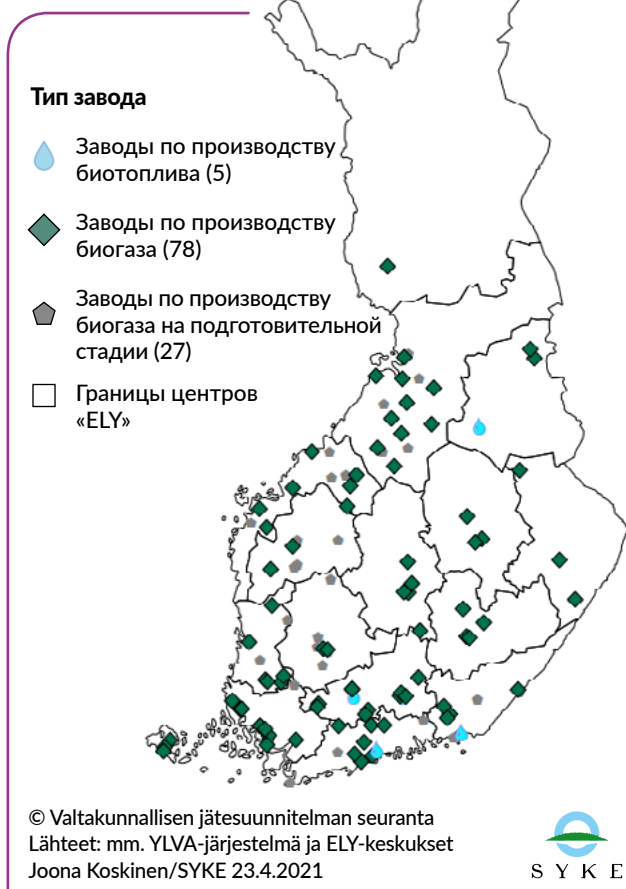 Тип завода
Заводы по производству
биотоплива (5)
Заводы по производству
биогаза (78)
Заводы по производству
биогаза на подготовительной
стадии (27)
Границы центров
«ELY»
© Valtakunnallisen jätesuunnitelman seuranta
Lähteet: mm. YLVA-järjestelmä ja ELY-keskukset
Joona Koskinen/SYKE 23.4.2021
S Y K E